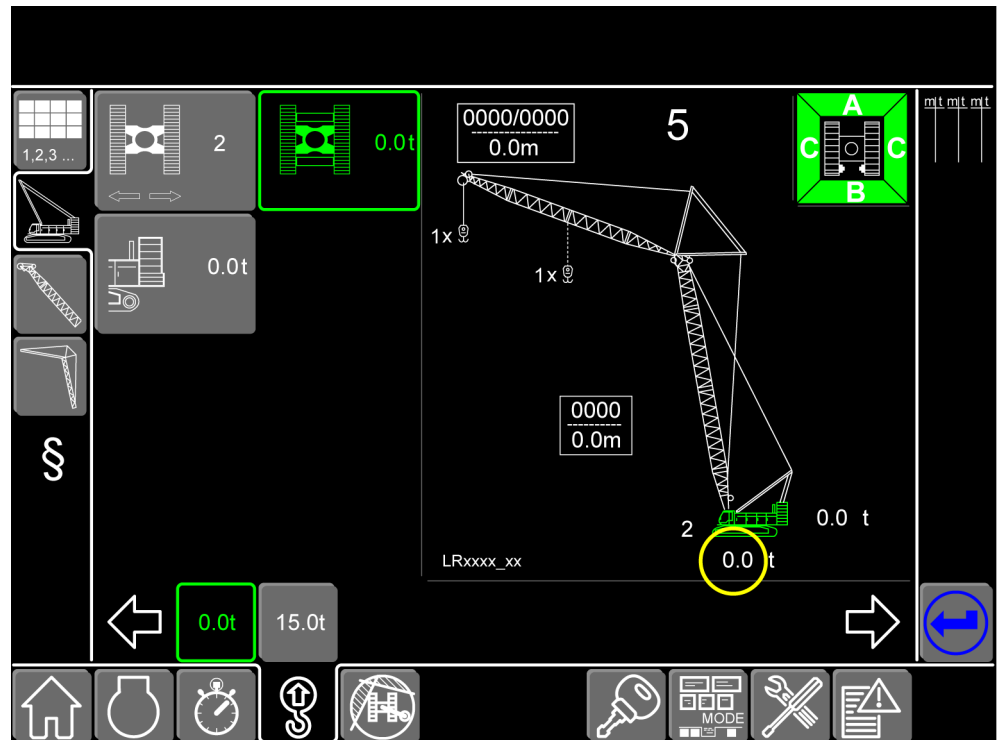 1,2,3 ...
2
0.0t
0.0t
§
0000/0000
0.0m
5
A
C
C
B
m t m t m t
1x
1x
0000
0.0m
2
0.0 t
0.0 t
LRxxxx_xx
0.0t
15.0t
MODE